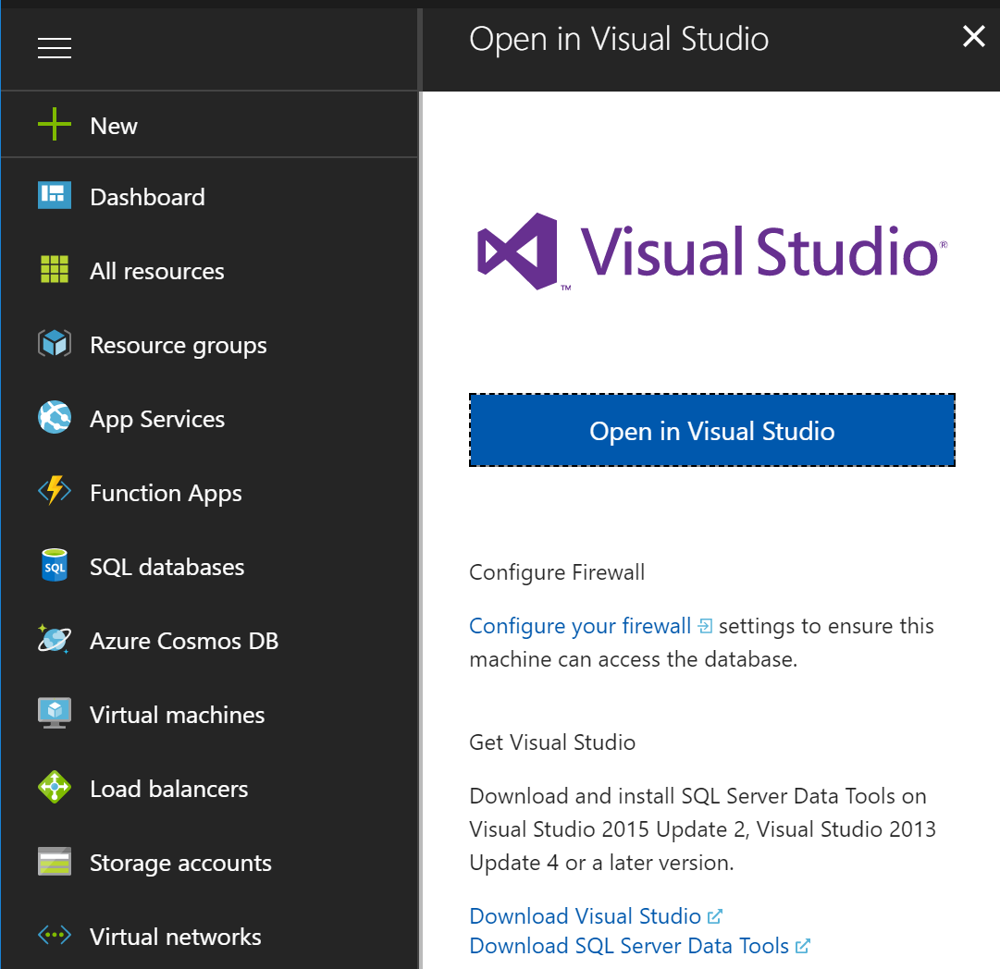 Open in Visual Studio
New
Dashboard
All resources
Resource groups
App Services
Function Apps
SQL
SQL databases
Azure Cosmos DB
Virtual machines
Load balancers
Storage accounts
Virtual networks
Visual Studio®
™
Open in Visual Studio
Configure Firewall
Configure your firewall settings to ensure this
machine can access the database.
Get Visual Studio
Download and install SQL Server Data Tools on
Visual Studio 2015 Update 2, Visual Studio 2013
Update 4 or a later version.
Download Visual Studio
Download SQL Server Data Tools